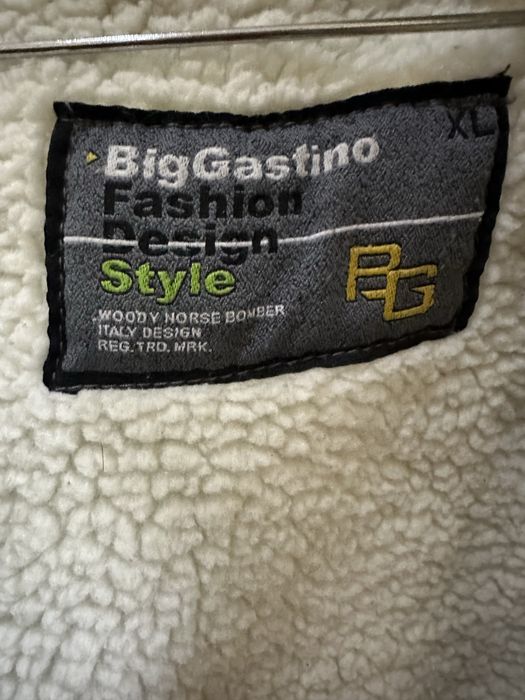 BigGastino
XL
Fashion
Design
Style
BG
WOODY HORSE BOMBER
ITALY DESIGN
REG. TRD. MRK.